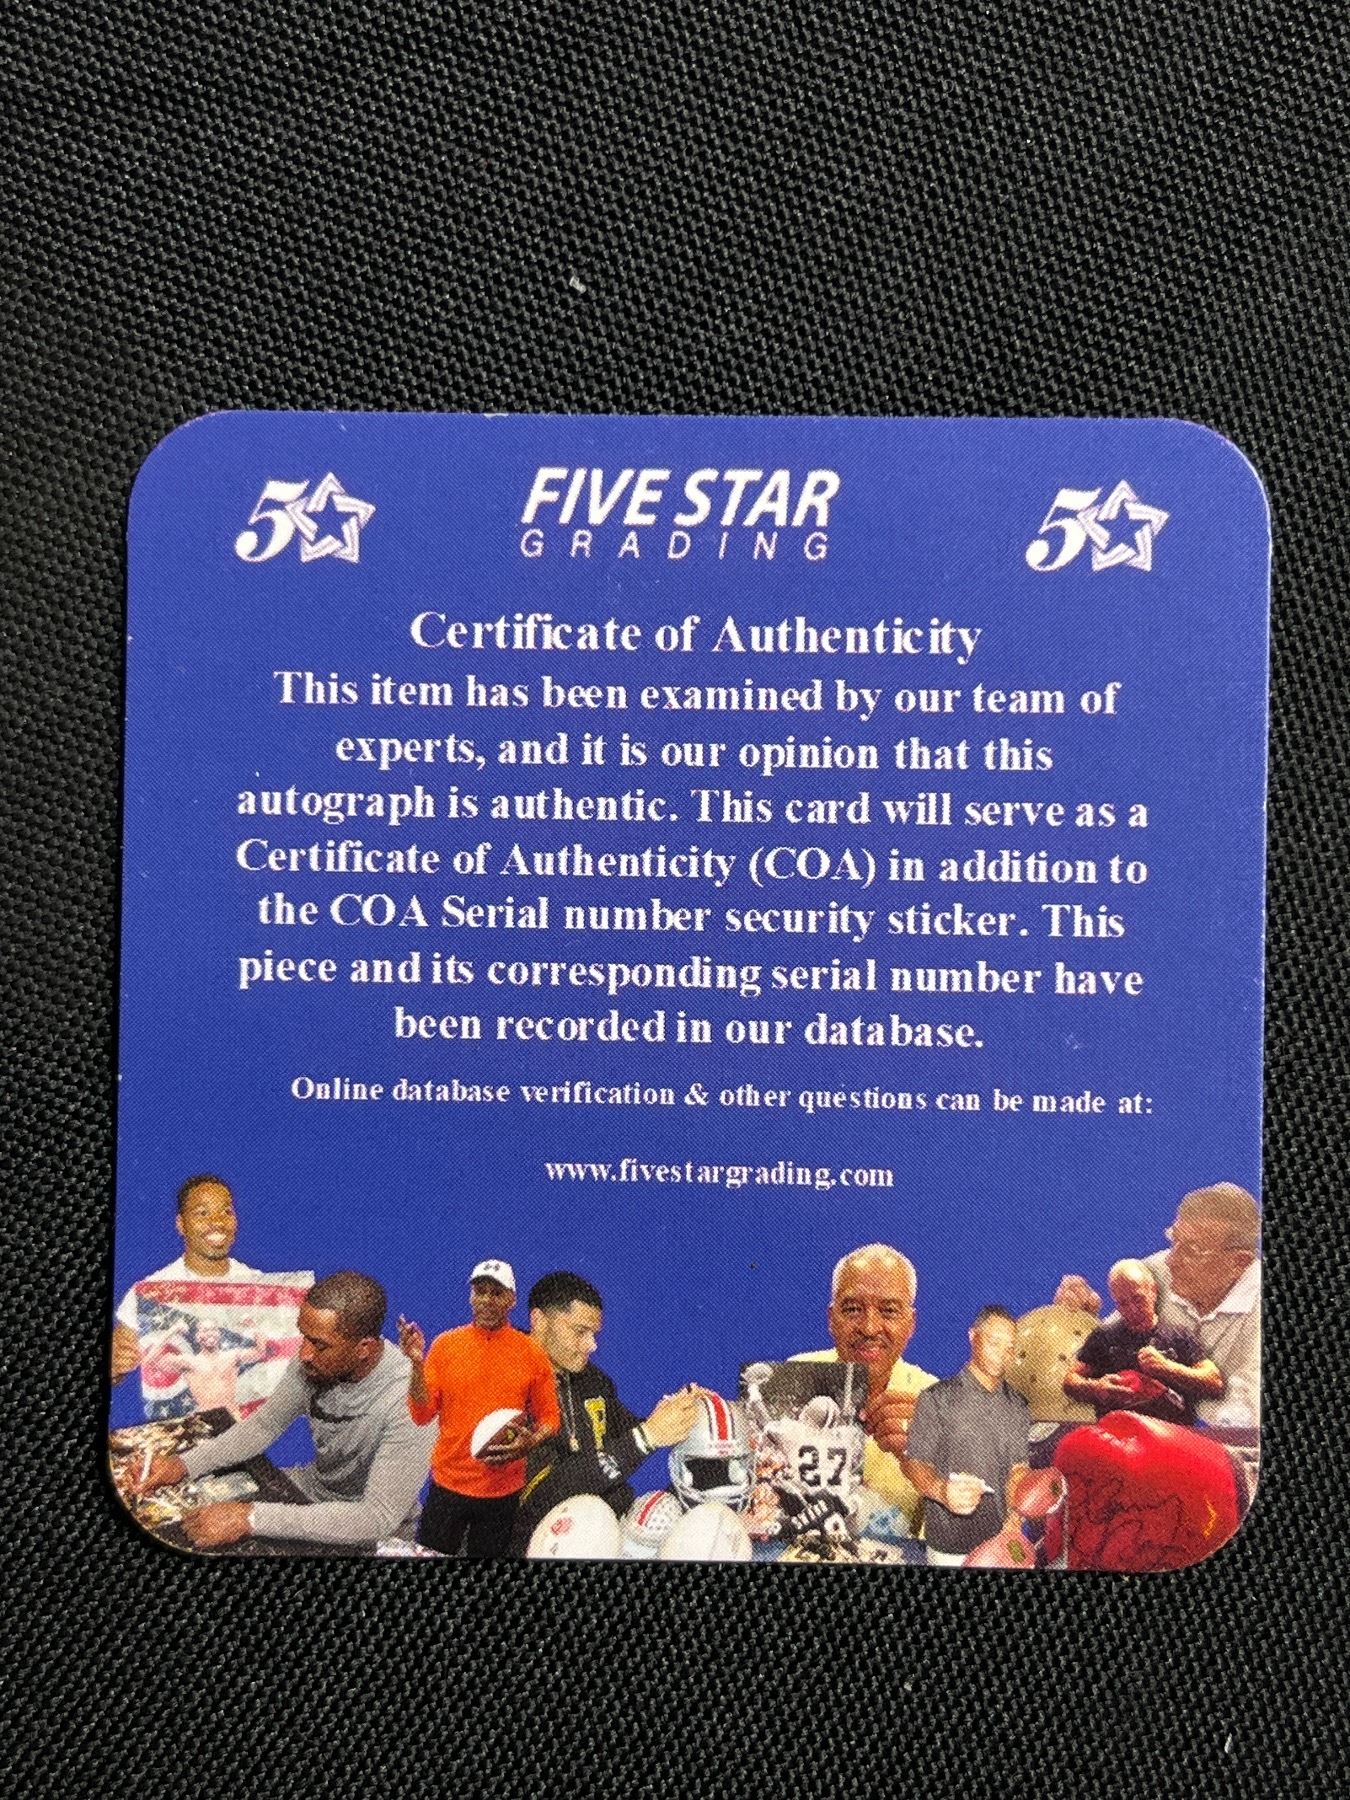 5 FIVE STAR 5
GRADING
Certificate of Authenticity
This item has been examined by our team of
experts, and it is our opinion that this
autograph is authentic. This card will serve as a
Certificate of Authenticity (COA) in addition to
the COA Serial number security sticker. This
piece and its corresponding serial number have
been recorded in our database.
Online database verification & other questions can be made at:
www.fivestargrading.com
27